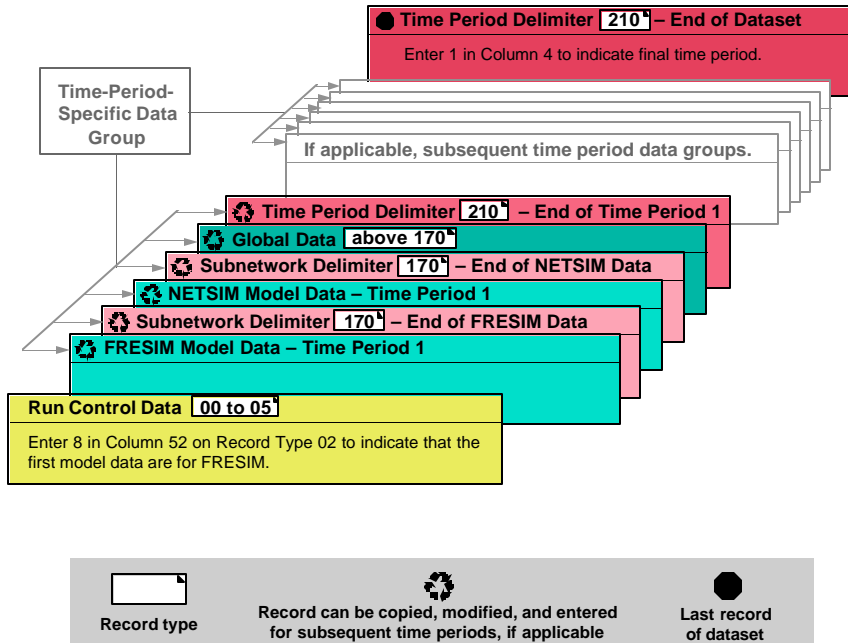 Time Period Delimiter 210 – End of Dataset
Enter 1 in Column 4 to indicate final time period.
Time-Period-
Specific Data
Group
If applicable, subsequent time period data groups.
Time Period Delimiter 210 – End of Time Period 1
Global Data above 170
Subnetwork Delimiter 170 – End of NETSIM Data
NETSIM Model Data – Time Period 1
Subnetwork Delimiter 170 – End of FRESIM Data
FRESIM Model Data – Time Period 1
Run Control Data 00 to 05
Enter 8 in Column 52 on Record Type 02 to indicate that the
first model data are for FRESIM.
Record type
Record can be copied, modified, and entered
for subsequent time periods, if applicable
Last record
of dataset